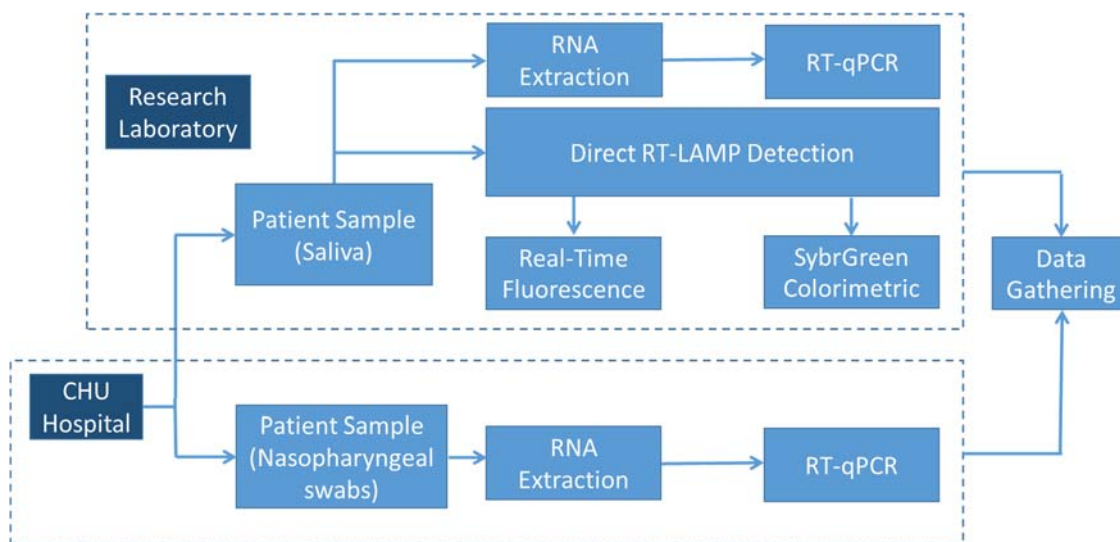 RNA
Extraction
RT-qPCR
Research
Laboratory
Direct RT-LAMP Detection
Patient Sample
(Saliva)
Real-Time
Fluorescence
SybrGreen
Colorimetric
Data
Gathering
CHU
Hospital
Patient Sample
(Nasopharyngeal
swabs)
RNA
Extraction
RT-qPCR